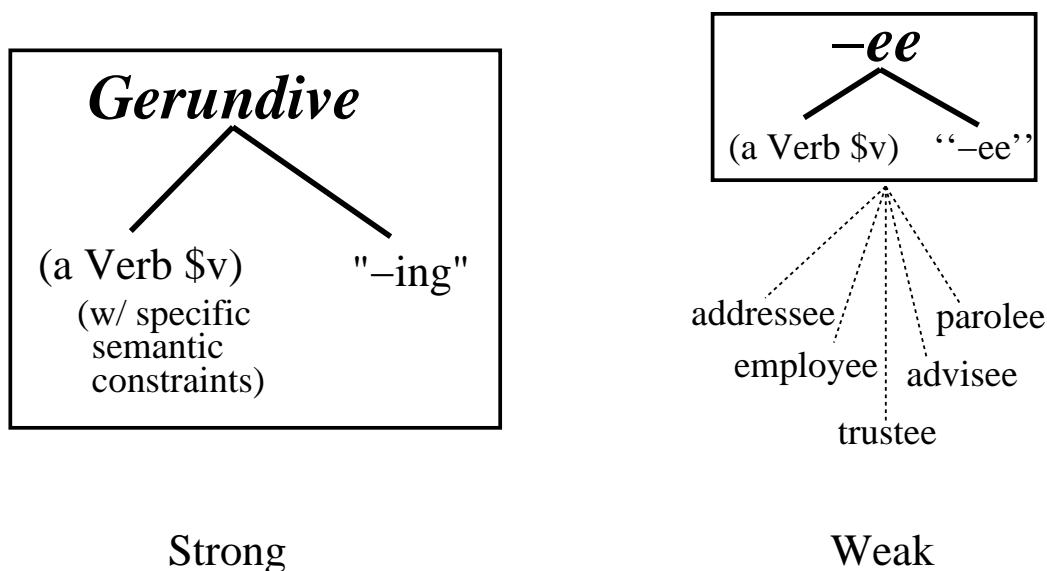 Gerundive
(a Verb $v)
"–ing"
(w/ specific
semantic
constraints)
Strong
–ee
(a Verb $v)
‘‘–ee’’
addressee
parolee
employee
advisee
trustee
Weak